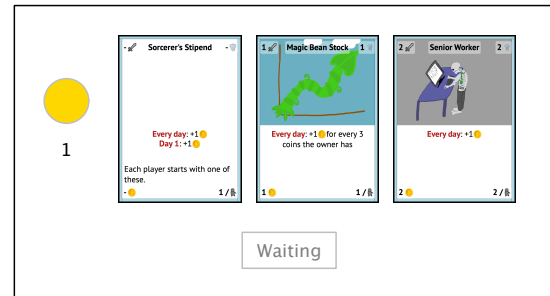 - Sorcerer's Stipend -
1 Magic Bean Stock 1
2 Senior Worker 2
1
Every day: +1
Day 1: +1
Each player starts with one of
these.
- 1 /
Every day: +1 for every 3
coins the owner has
1 1 /
Every day: +1
2 2 /
Waiting